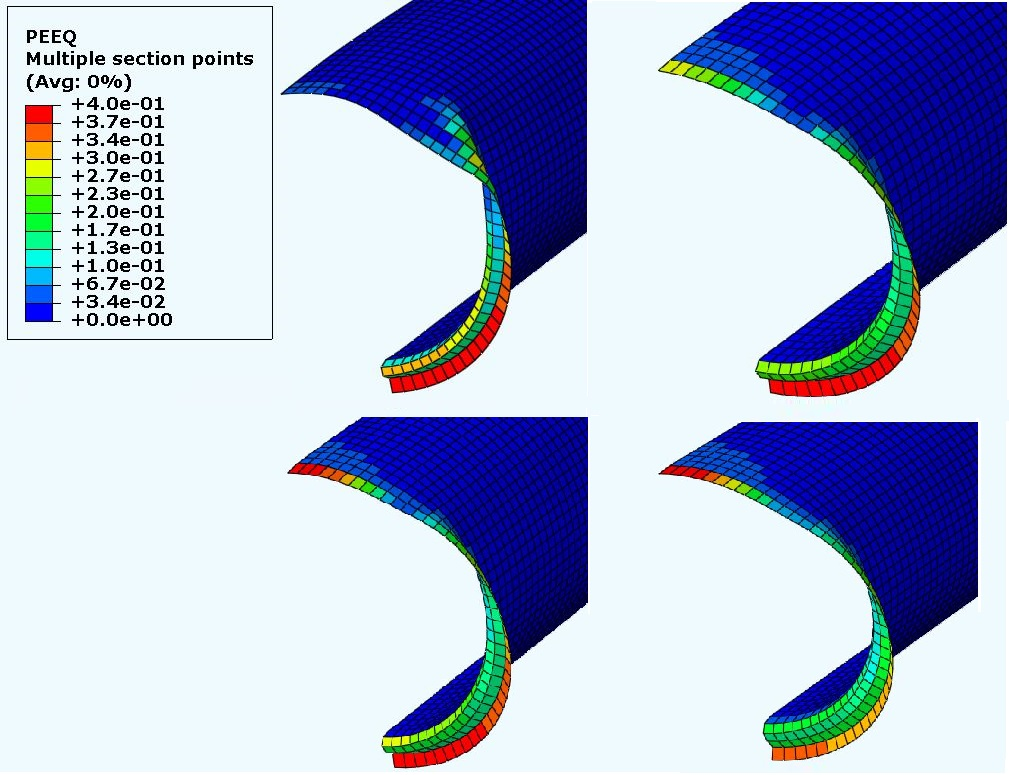 PEEQ
Multiple section points
(Avg: 0%)
+4.0e-01
+3.7e-01
+3.4e-01
+3.0e-01
+2.7e-01
+2.3e-01
+2.0e-01
+1.7e-01
+1.3e-01
+1.0e-01
+6.7e-02
+3.4e-02
+0.0e+00